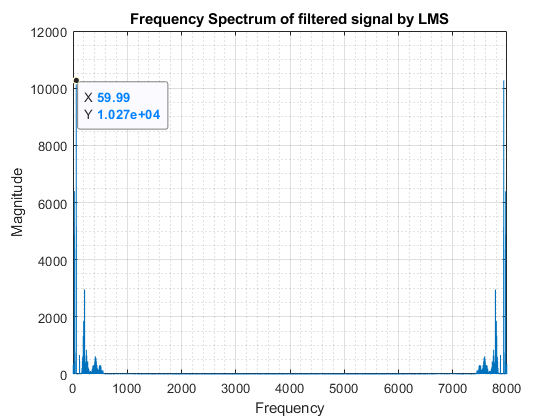 Frequency Spectrum of filtered signal by LMS
12000
10000
8000
6000
4000
2000
0
X 59.99
Y 1.027e+04
Magnitude
0 1000 2000 3000 4000 5000 6000 7000 8000
Frequency